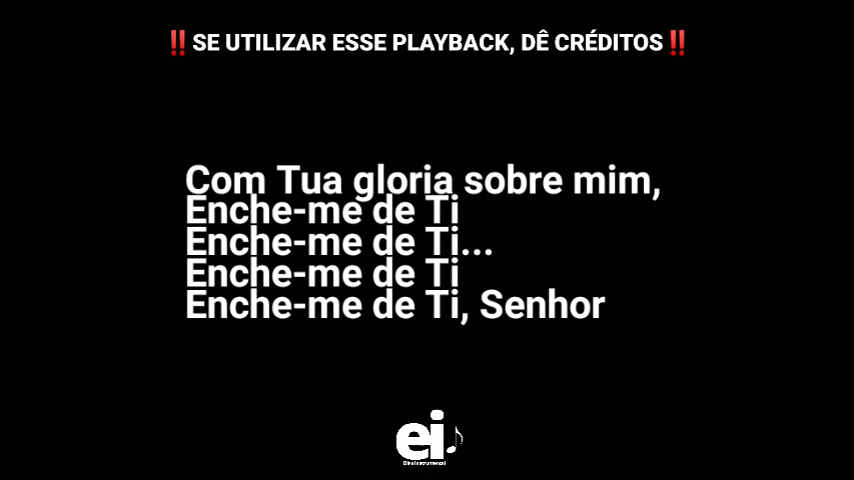 ‼️SE UTILIZAR ESSE PLAYBACK, DÊ CRÉDITOS‼️
Com Tua gloria sobre mim,
Enche-me de Ti
Enche-me de Ti...
Enche-me de Ti
Enche-me de Ti, Senhor
ei